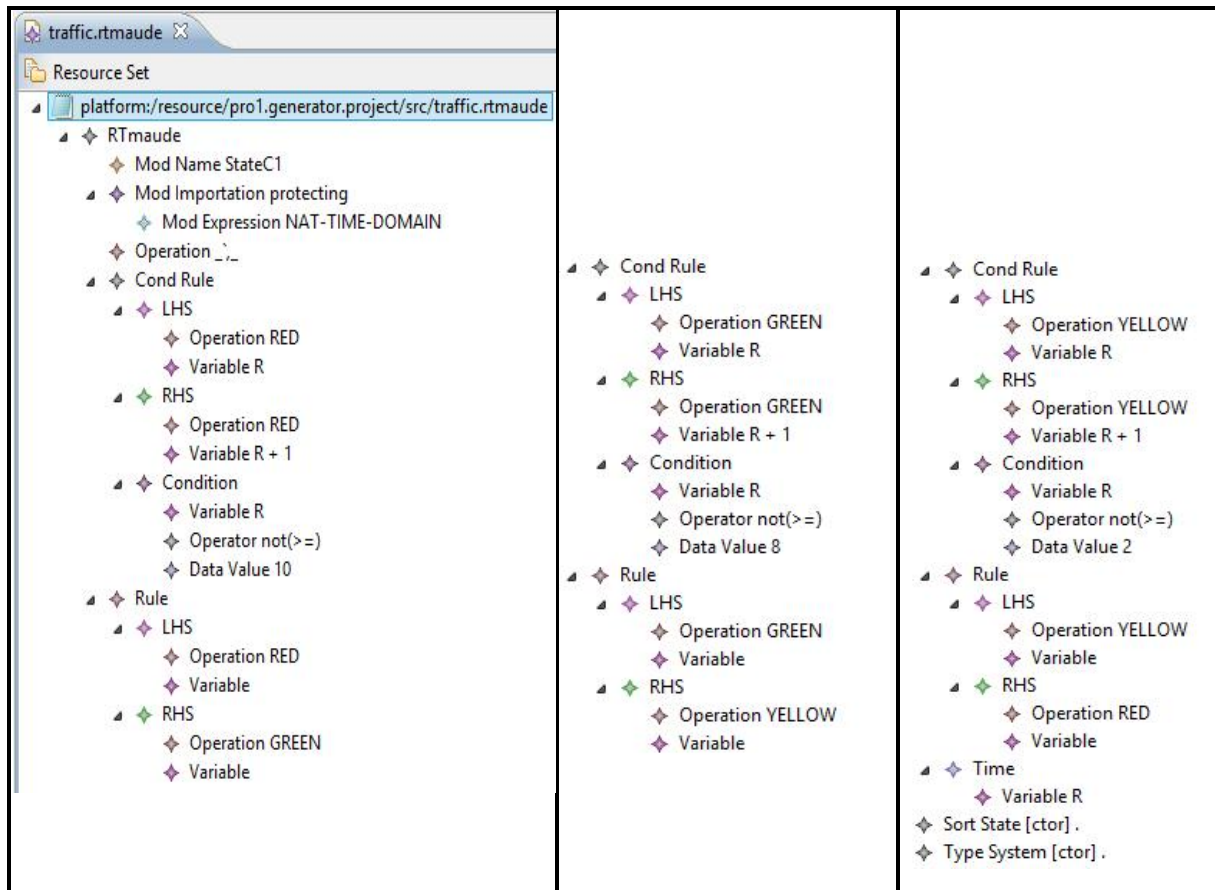 traffic.rtmaude
Resource Set
platform:/resource/pro1.generator.project/src/traffic.rtmaude
RTmaude
Mod Name StateC1
Mod Importation protecting
Mod Expression NAT-TIME-DOMAIN
Operation _`,_
Cond Rule
LHS
Operation RED
Variable R
RHS
Operation RED
Variable R + 1
Condition
Variable R
Operator not(>=)
Data Value 10
Rule
LHS
Operation RED
Variable
RHS
Operation GREEN
Variable
Cond Rule
LHS
Operation GREEN
Variable R
RHS
Operation GREEN
Variable R + 1
Condition
Variable R
Operator not(>=)
Data Value 8
Rule
LHS
Operation GREEN
Variable
RHS
Operation YELLOW
Variable
Cond Rule
LHS
Operation YELLOW
Variable R
RHS
Operation YELLOW
Variable R + 1
Condition
Variable R
Operator not(>=)
Data Value 2
Rule
LHS
Operation YELLOW
Variable
RHS
Operation RED
Variable
Time
Variable R
Sort State [ctor] .
Type System [ctor] .